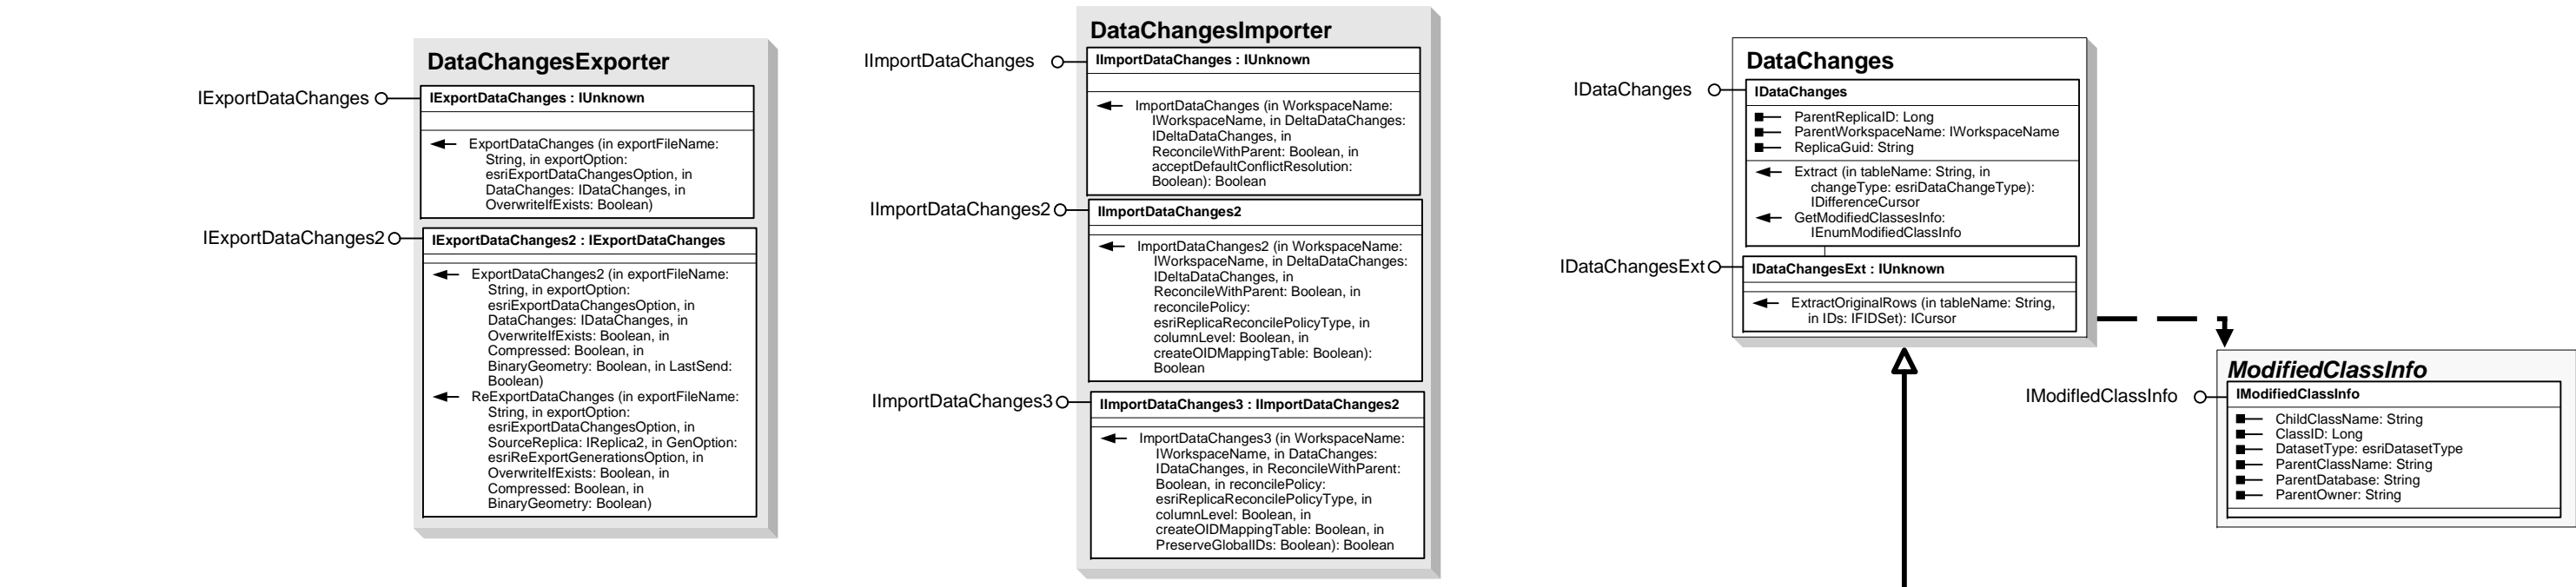 DataChangesExporter
IExportDataChanges
IExportDataChanges : IUnknown
ExportDataChanges (in exportFileName:
String, in exportOption:
esriExportDataChangesOption, in
DataChanges: IDataChanges, in
OverwriteIfExists: Boolean)
IExportDataChanges2
IExportDataChanges2 : IExportDataChanges
ExportDataChanges2 (in exportFileName:
String, in exportOption:
esriExportDataChangesOption, in
DataChanges: IDataChanges, in
OverwriteIfExists: Boolean, in
Compressed: Boolean, in
BinaryGeometry: Boolean, in LastSend:
Boolean)
ReExportDataChanges (in exportFileName:
String, in exportOption:
esriExportDataChangesOption, in
SourceReplica: IReplica2, in GenOption:
esriReExportGenerationsOption, in
OverwriteIfExists: Boolean, in
Compressed: Boolean, in
BinaryGeometry: Boolean)
DataChangesImporter
IImportDataChanges
IImportDataChanges : IUnknown
ImportDataChanges (in WorkspaceName:
IWorkspaceName, in DeltaDataChanges:
IDeltaDataChanges, in
ReconcileWithParent: Boolean, in
acceptDefaultConflictResolution:
Boolean): Boolean
IImportDataChanges2
IImportDataChanges2
ImportDataChanges2 (in WorkspaceName:
IWorkspaceName, in DeltaDataChanges:
IDeltaDataChanges, in
ReconcileWithParent: Boolean, in
reconcilePolicy:
esriReplicaReconcilePolicyType, in
columnLevel: Boolean, in
createOIDMappingTable: Boolean):
Boolean
IImportDataChanges3
IImportDataChanges3 : IImportDataChanges2
ImportDataChanges3 (in WorkspaceName:
IWorkspaceName, in DataChanges:
IDataChanges, in ReconcileWithParent:
Boolean, in reconcilePolicy:
esriReplicaReconcilePolicyType, in
columnLevel: Boolean, in
createOIDMappingTable: Boolean, in
PreserveGlobalIDs: Boolean): Boolean
DataChanges
IDataChanges
IDataChanges
ParentReplicaID: Long
ParentWorkspaceName: IWorkspaceName
ReplicaGuid: String
Extract (in tableName: String, in
changeType: esriDataChangeType):
IDifferenceCursor
GetModifiedClassesInfo:
IEnumModifiedClassInfo
IDataChangesExt
IDataChangesExt : IUnknown
ExtractOriginalRows (in tableName: String,
in IDs: IFIDSet): ICursor
ModifiedClassInfo
IModifIedClassInfo
IModifiedClassInfo
ChildClassName: String
ClassID: Long
DatasetType: esriDatasetType
ParentClassName: String
ParentDatabase: String
ParentOwner: String